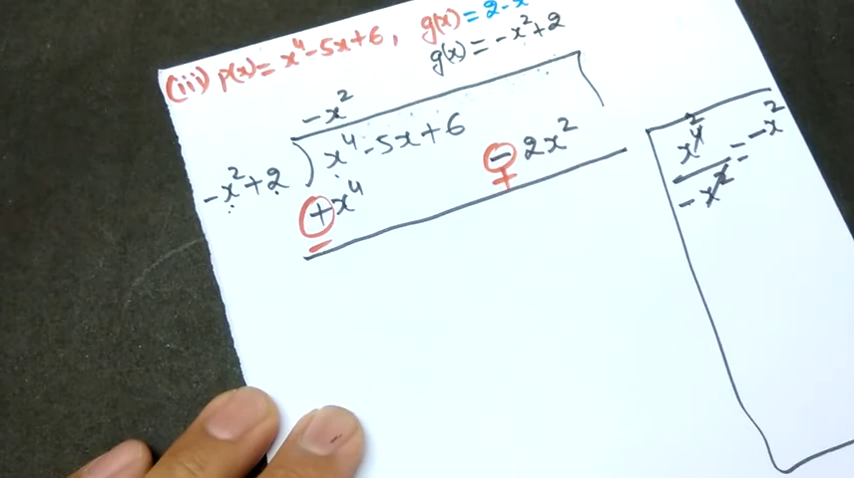 (iii) p(x) = x⁴-5x+6, g(x) = 2-x
g(x) = -x²+2
-x²
-x²+2 ) x⁴-5x+6
+x⁴ - 2x²
- +
x⁴/-x² = -x²